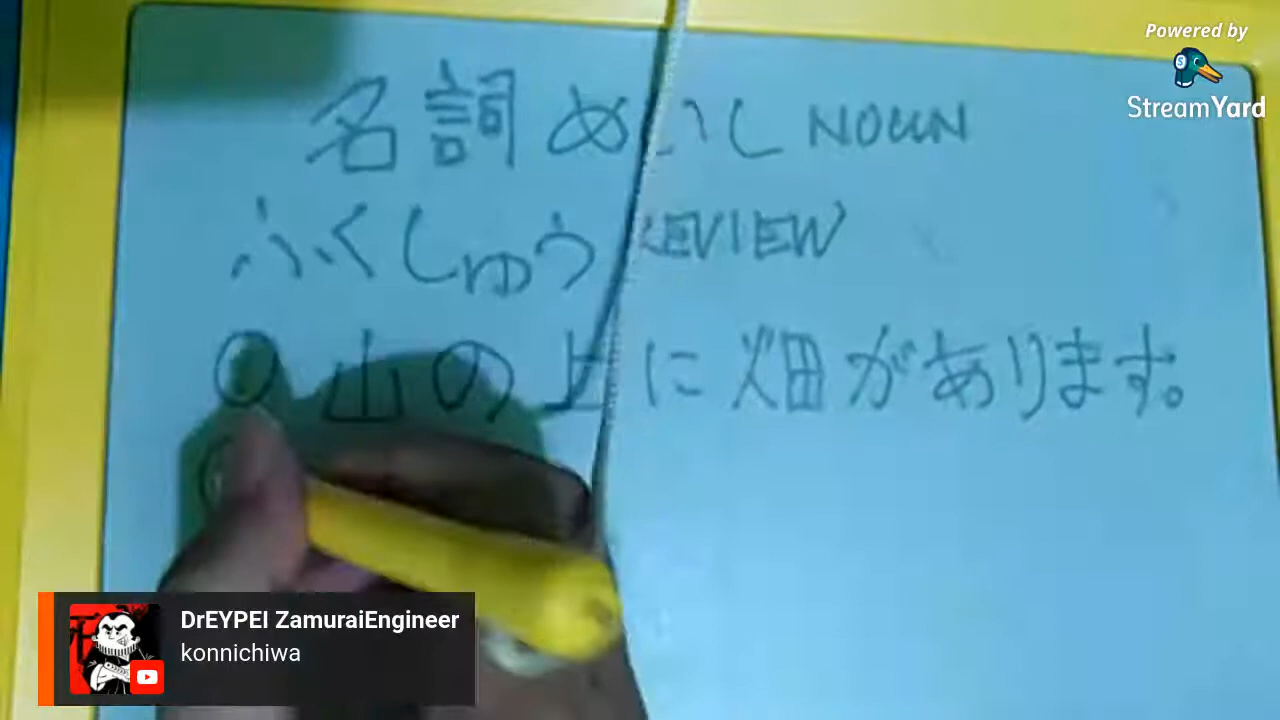 Powered by
StreamYard
名詞 めいし NOUN
ふくしゅう REVIEW
○ 山の上に畑があります。
DrEYPEI ZamuraiEngineer
konnichiwa